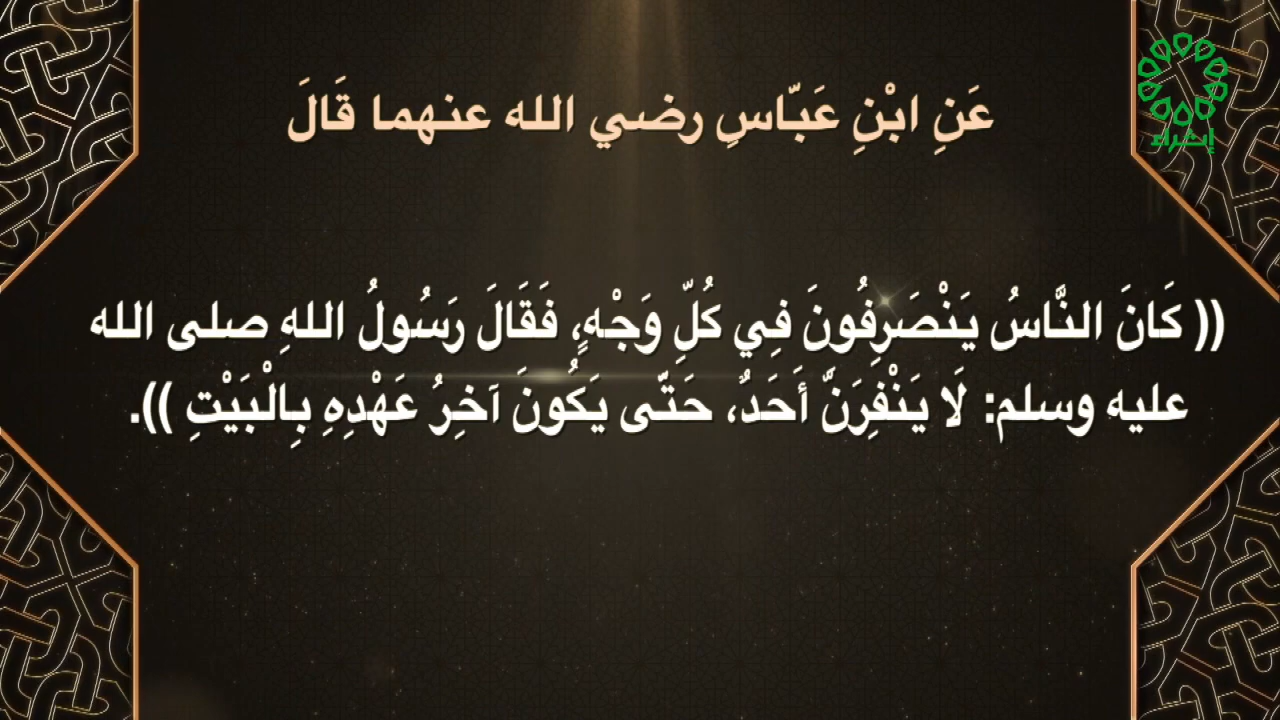 إثراء
عَنِ ابْنِ عَبَّاسِ رضي الله عنهما قَالَ
(( كَانَ النَّاسُ يَنْصَرِفُونَ فِي كُلِّ وَجْهٍ، فَقَالَ رَسُولُ اللهِ صلى الله
عليه وسلم: لَا يَنْفِرَنَّ أَحَدٌ، حَتَّى يَكُونَ آخِرُ عَهْدِهِ بِالْبَيْتِ )).